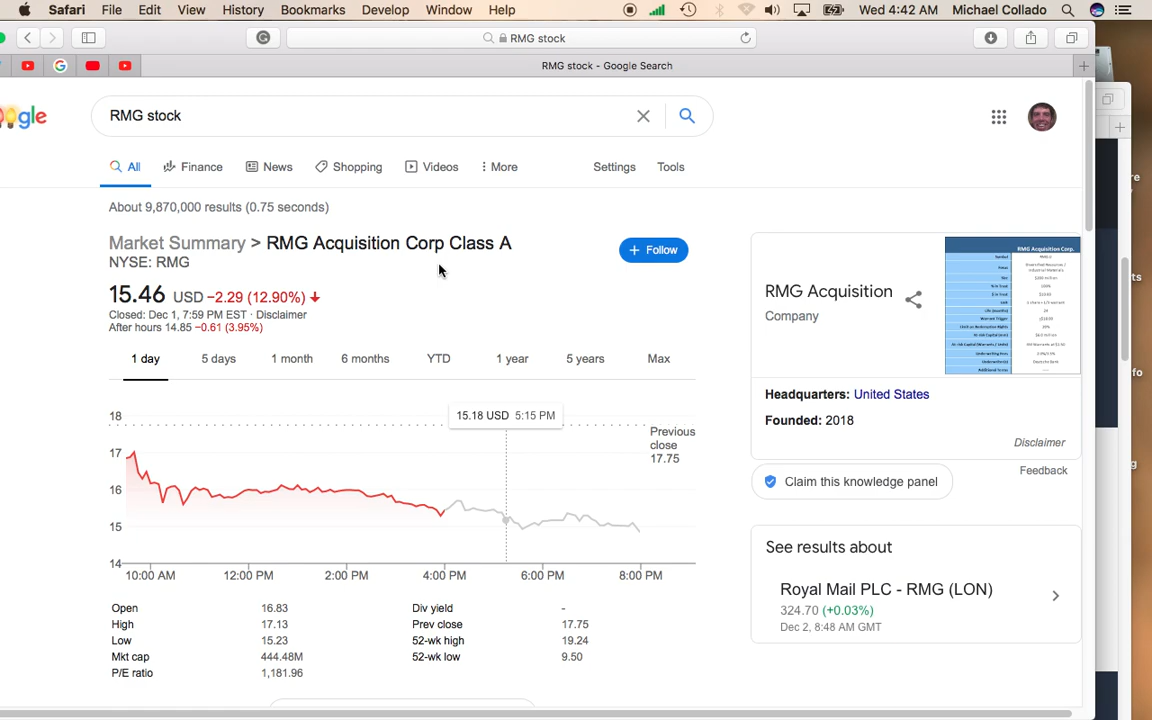 Safari File Edit View History Bookmarks Develop Window Help Wed 4:42 AM Michael Collado
RMG stock
RMG stock - Google Search
gle
RMG stock
All Finance News Shopping Videos More Settings Tools
About 9,870,000 results (0.75 seconds)
Market Summary > RMG Acquisition Corp Class A
NYSE: RMG
+ Follow
15.46 USD −2.29 (12.90%)
Closed: Dec 1, 7:59 PM EST · Disclaimer
After hours 14.85 −0.61 (3.95%)
1 day 5 days 1 month 6 months YTD 1 year 5 years Max
15.18 USD 5:15 PM
18
17
16
15
14
Previous
close
17.75
10:00 AM 12:00 PM 2:00 PM 4:00 PM 6:00 PM 8:00 PM
Open 16.83 Div yield -
High 17.13 Prev close 17.75
Low 15.23 52-wk high 19.24
Mkt cap 444.48M 52-wk low 9.50
P/E ratio 1,181.96
RMG Acquisition
Company
RMG Acquisition Corp.
Headquarters: United States
Founded: 2018
Disclaimer
Feedback
Claim this knowledge panel
See results about
Royal Mail PLC - RMG (LON)
324.70 (+0.03%)
Dec 2, 8:48 AM GMT